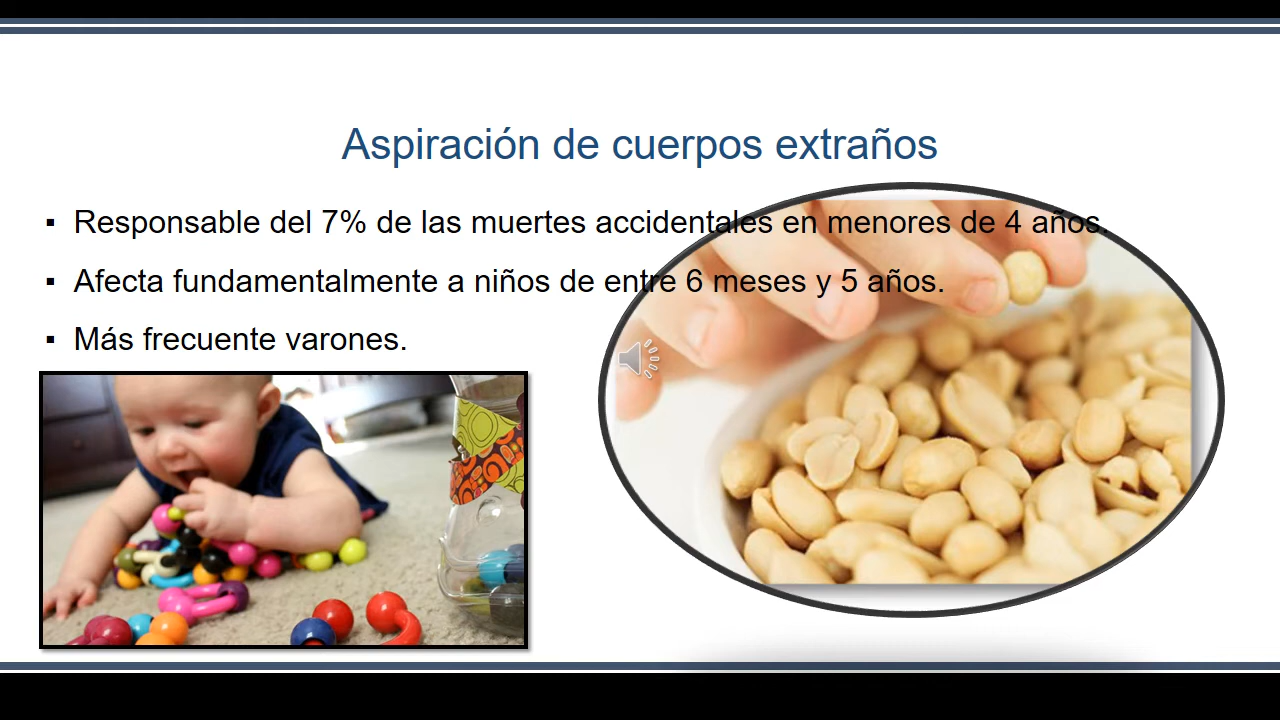 Aspiración de cuerpos extraños
▪ Responsable del 7% de las muertes accidentales en menores de 4 años.
▪ Afecta fundamentalmente a niños de entre 6 meses y 5 años.
▪ Más frecuente varones.